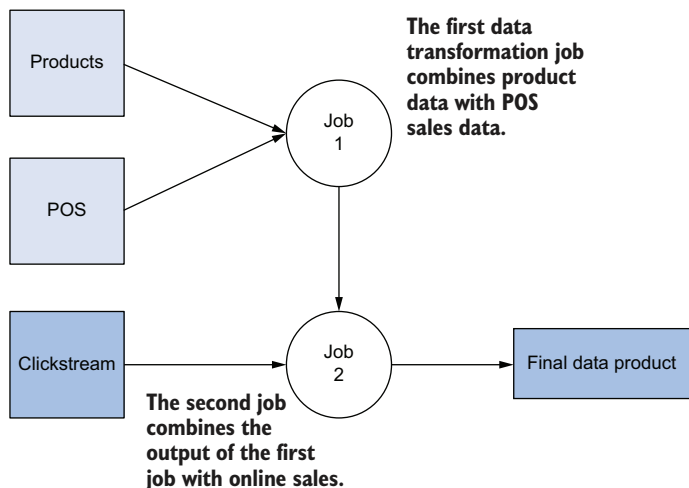 Products
The first data
transformation job
combines product
data with POS
sales data.
Job
1
POS
Clickstream
Job
2
Final data product
The second job
combines the
output of the first
job with online sales.